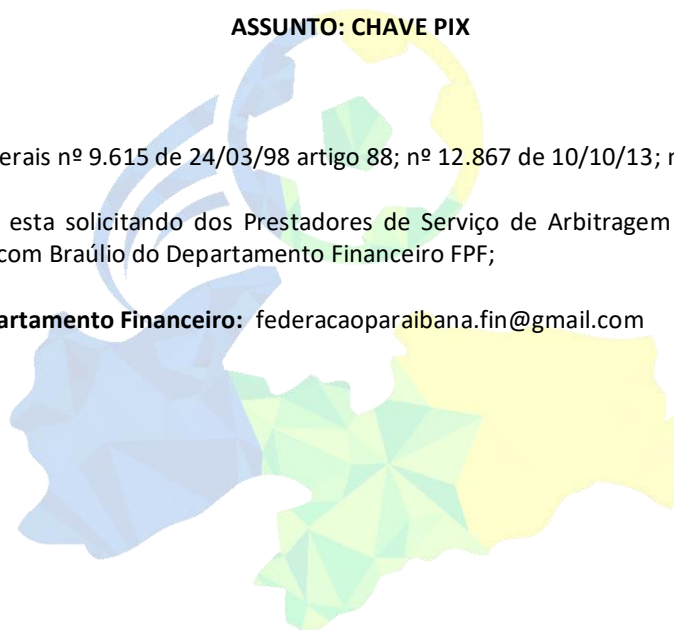 ASSUNTO: CHAVE PIX
erais nº 9.615 de 24/03/98 artigo 88; nº 12.867 de 10/10/13;
esta solicitando dos Prestadores de Serviço de Arbitragem
com Braúlio do Departamento Financeiro FPF;
artamento Financeiro: federacaoparaibana.fin@gmail.com